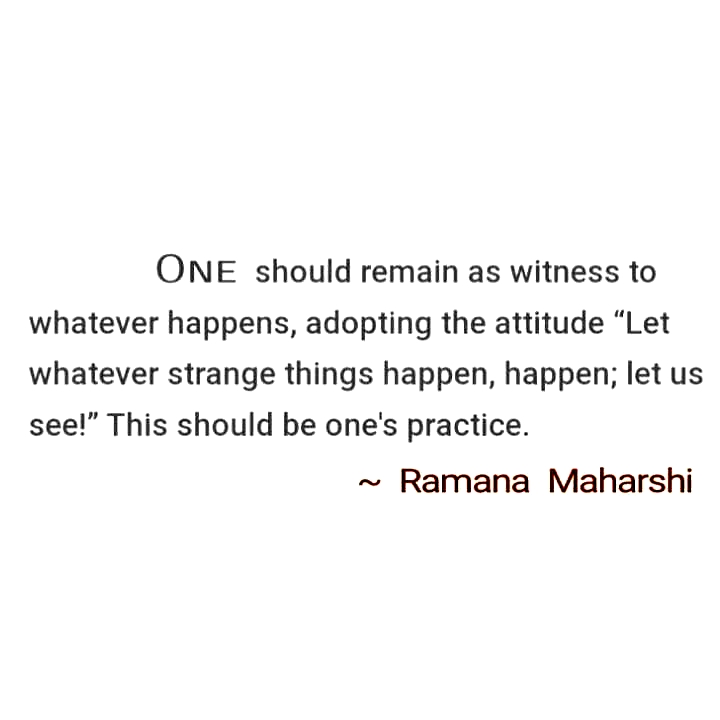 ONE should remain as witness to
whatever happens, adopting the attitude “Let
whatever strange things happen, happen; let us
see!” This should be one's practice.
~ Ramana Maharshi